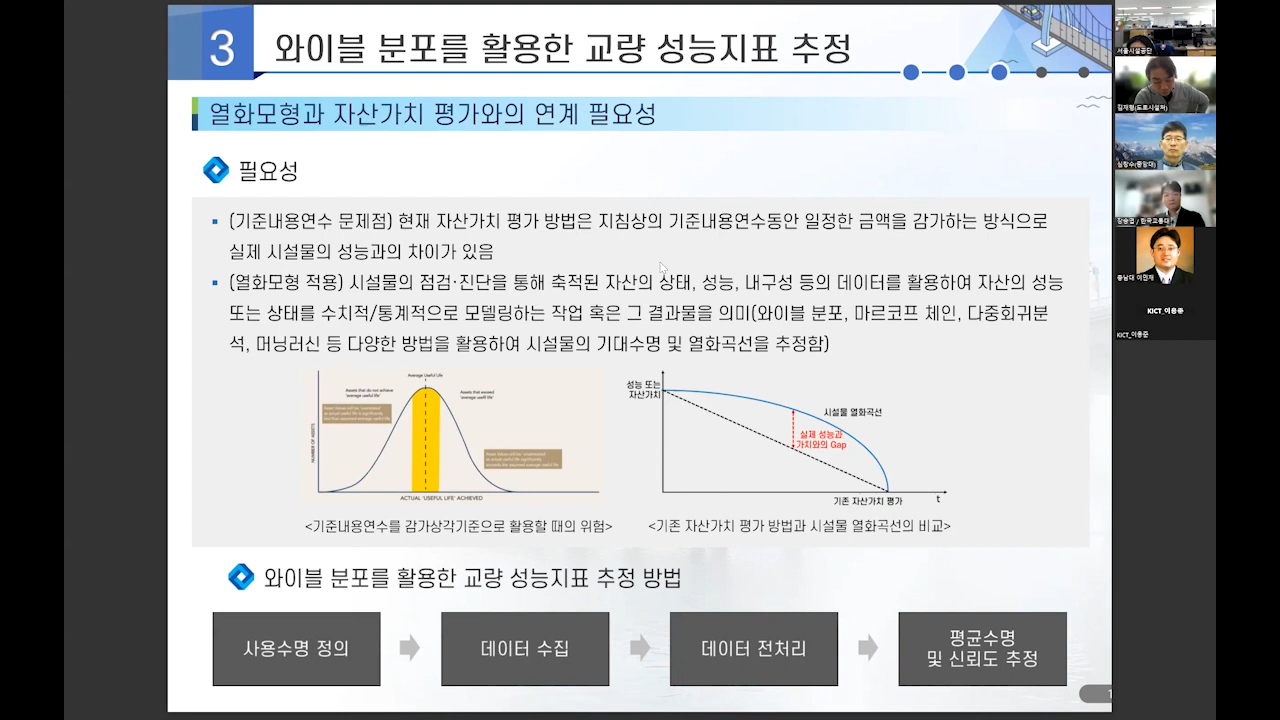 3
와이블 분포를 활용한 교량 성능지표 추정
열화모형과 자산가치 평가와의 연계 필요성
필요성
(기준내용연수 문제점) 현재 자산가치 평가 방법은 지침상의 기준내용연수동안 일정한 금액을 감가하는 방식으로
실제 시설물의 성능과의 차이가 있음
(열화모형 적용) 시설물의 점검·진단을 통해 축적된 자산의 상태, 성능, 내구성 등의 데이터를 활용하여 자산의 성능
또는 상태를 수치적/통계적으로 모델링하는 작업 혹은 그 결과물을 의미(와이블 분포, 마르코프 체인, 다중회귀분
석, 머닝러신 등 다양한 방법을 활용하여 시설물의 기대수명 및 열화곡선을 추정함)
Average Useful Life
Assets that do not achieve
'average useful life'
Assets that exceed
'average useful life'
NUMBER OF ASSETS
ACTUAL 'USEFUL LIFE' ACHIEVED
성능 또는
자산가치
시설물 열화곡선
실제 성능과
가치와의 Gap
기존 자산가치 평가
t
<기준내용연수를 감가상각기준으로 활용할 때의 위험>
<기존 자산가치 평가 방법과 시설물 열화곡선의 비교>
와이블 분포를 활용한 교량 성능지표 추정 방법
사용수명 정의
데이터 수집
데이터 전처리
평균수명
및 신뢰도 추정
서울시설공단
김재형(도로시설처)
심창수(중앙대)
장승엽 / 한국교통대
충남대 이민재
KICT_이용준
KICT_이용준